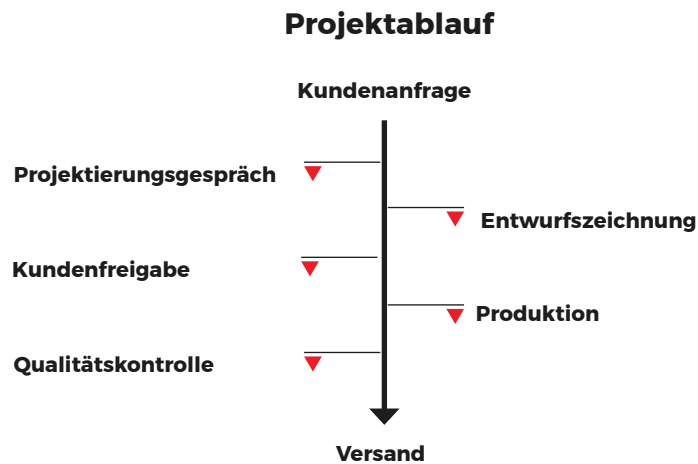 Projektablauf
Kundenanfrage
Projektierungsgespräch
Entwurfszeichnung
Kundenfreigabe
Produktion
Qualitätskontrolle
Versand